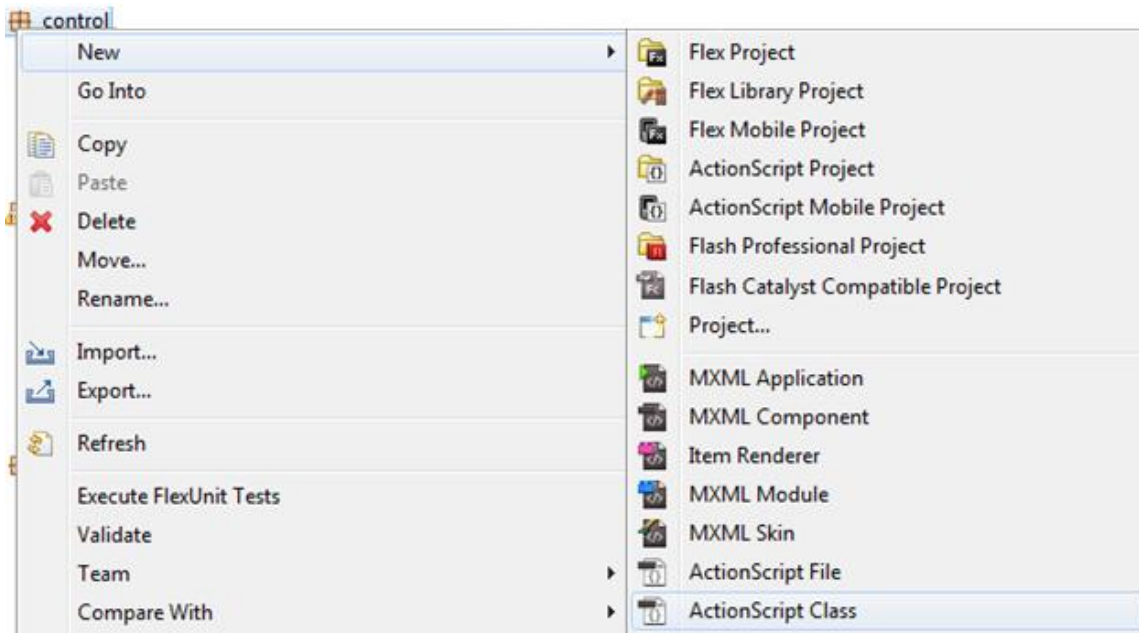 control
New
Go Into
Copy
Paste
Delete
Move...
Rename...
Import...
Export...
Refresh
Execute FlexUnit Tests
Validate
Team
Compare With
Flex Project
Flex Library Project
Flex Mobile Project
ActionScript Project
ActionScript Mobile Project
Flash Professional Project
Flash Catalyst Compatible Project
Project...
MXML Application
MXML Component
Item Renderer
MXML Module
MXML Skin
ActionScript File
ActionScript Class